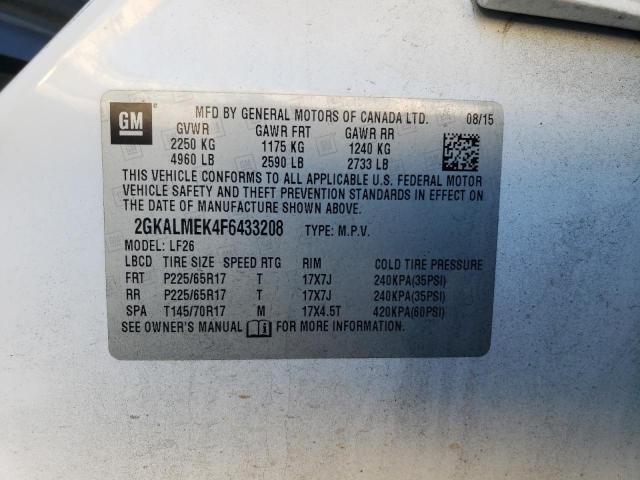 GM
MFD BY GENERAL MOTORS OF CANADA LTD. 08/15
GVWR GAWR FRT GAWR RR
2250 KG 1175 KG 1240 KG
4960 LB 2590 LB 2733 LB
THIS VEHICLE CONFORMS TO ALL APPLICABLE U.S. FEDERAL MOTOR
VEHICLE SAFETY AND THEFT PREVENTION STANDARDS IN EFFECT ON
THE DATE OF MANUFACTURE SHOWN ABOVE.
2GKALMEK4F6433208 TYPE: M.P.V.
MODEL: LF26
LBCD TIRE SIZE SPEED RTG RIM COLD TIRE PRESSURE
FRT P225/65R17 T 17X7J 240KPA(35PSI)
RR P225/65R17 T 17X7J 240KPA(35PSI)
SPA T145/70R17 M 17X4.5T 420KPA(60PSI)
SEE OWNER'S MANUAL FOR MORE INFORMATION.